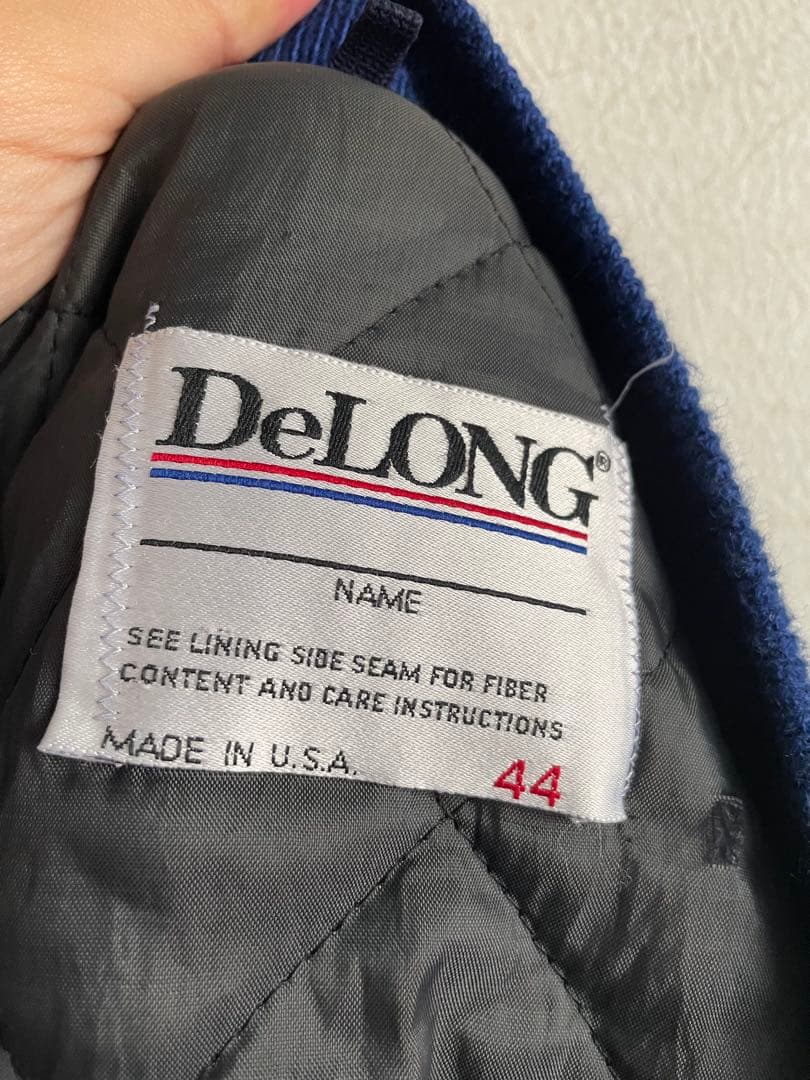 DeLONG®
NAME
SEE LINING SIDE SEAM FOR FIBER
CONTENT AND CARE INSTRUCTIONS
MADE IN U.S.A. 44